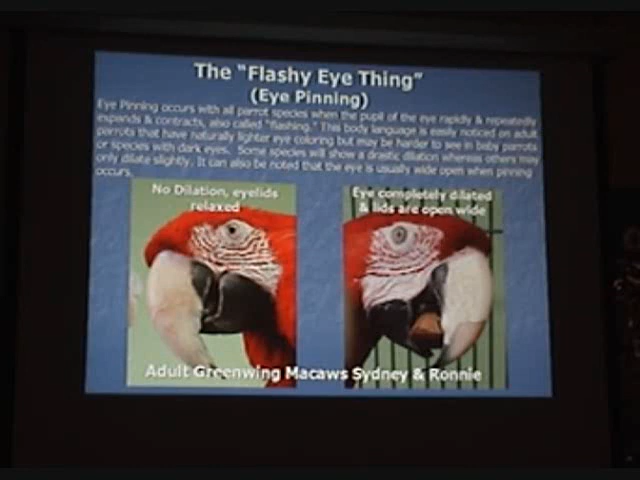 The "Flashy Eye Thing"
(Eye Pinning)
Eye Pinning occurs with all parrot species when the pupil of the eye rapidly & repeatedly
expands & contracts, also called "flashing." This body language is easily noticed on adult
parrots that have naturally lighter eye coloring but may be harder to see in baby parrots
or species with dark eyes. Some species will show a drastic dilation whereas others may
only dilate slightly. It can also be noted that the eye is usually wide open when pinning
occurs.
No Dilation, eyelids
relaxed
Eye completely dilated
& lids are open wide
Adult Greenwing Macaws Sydney & Ronnie